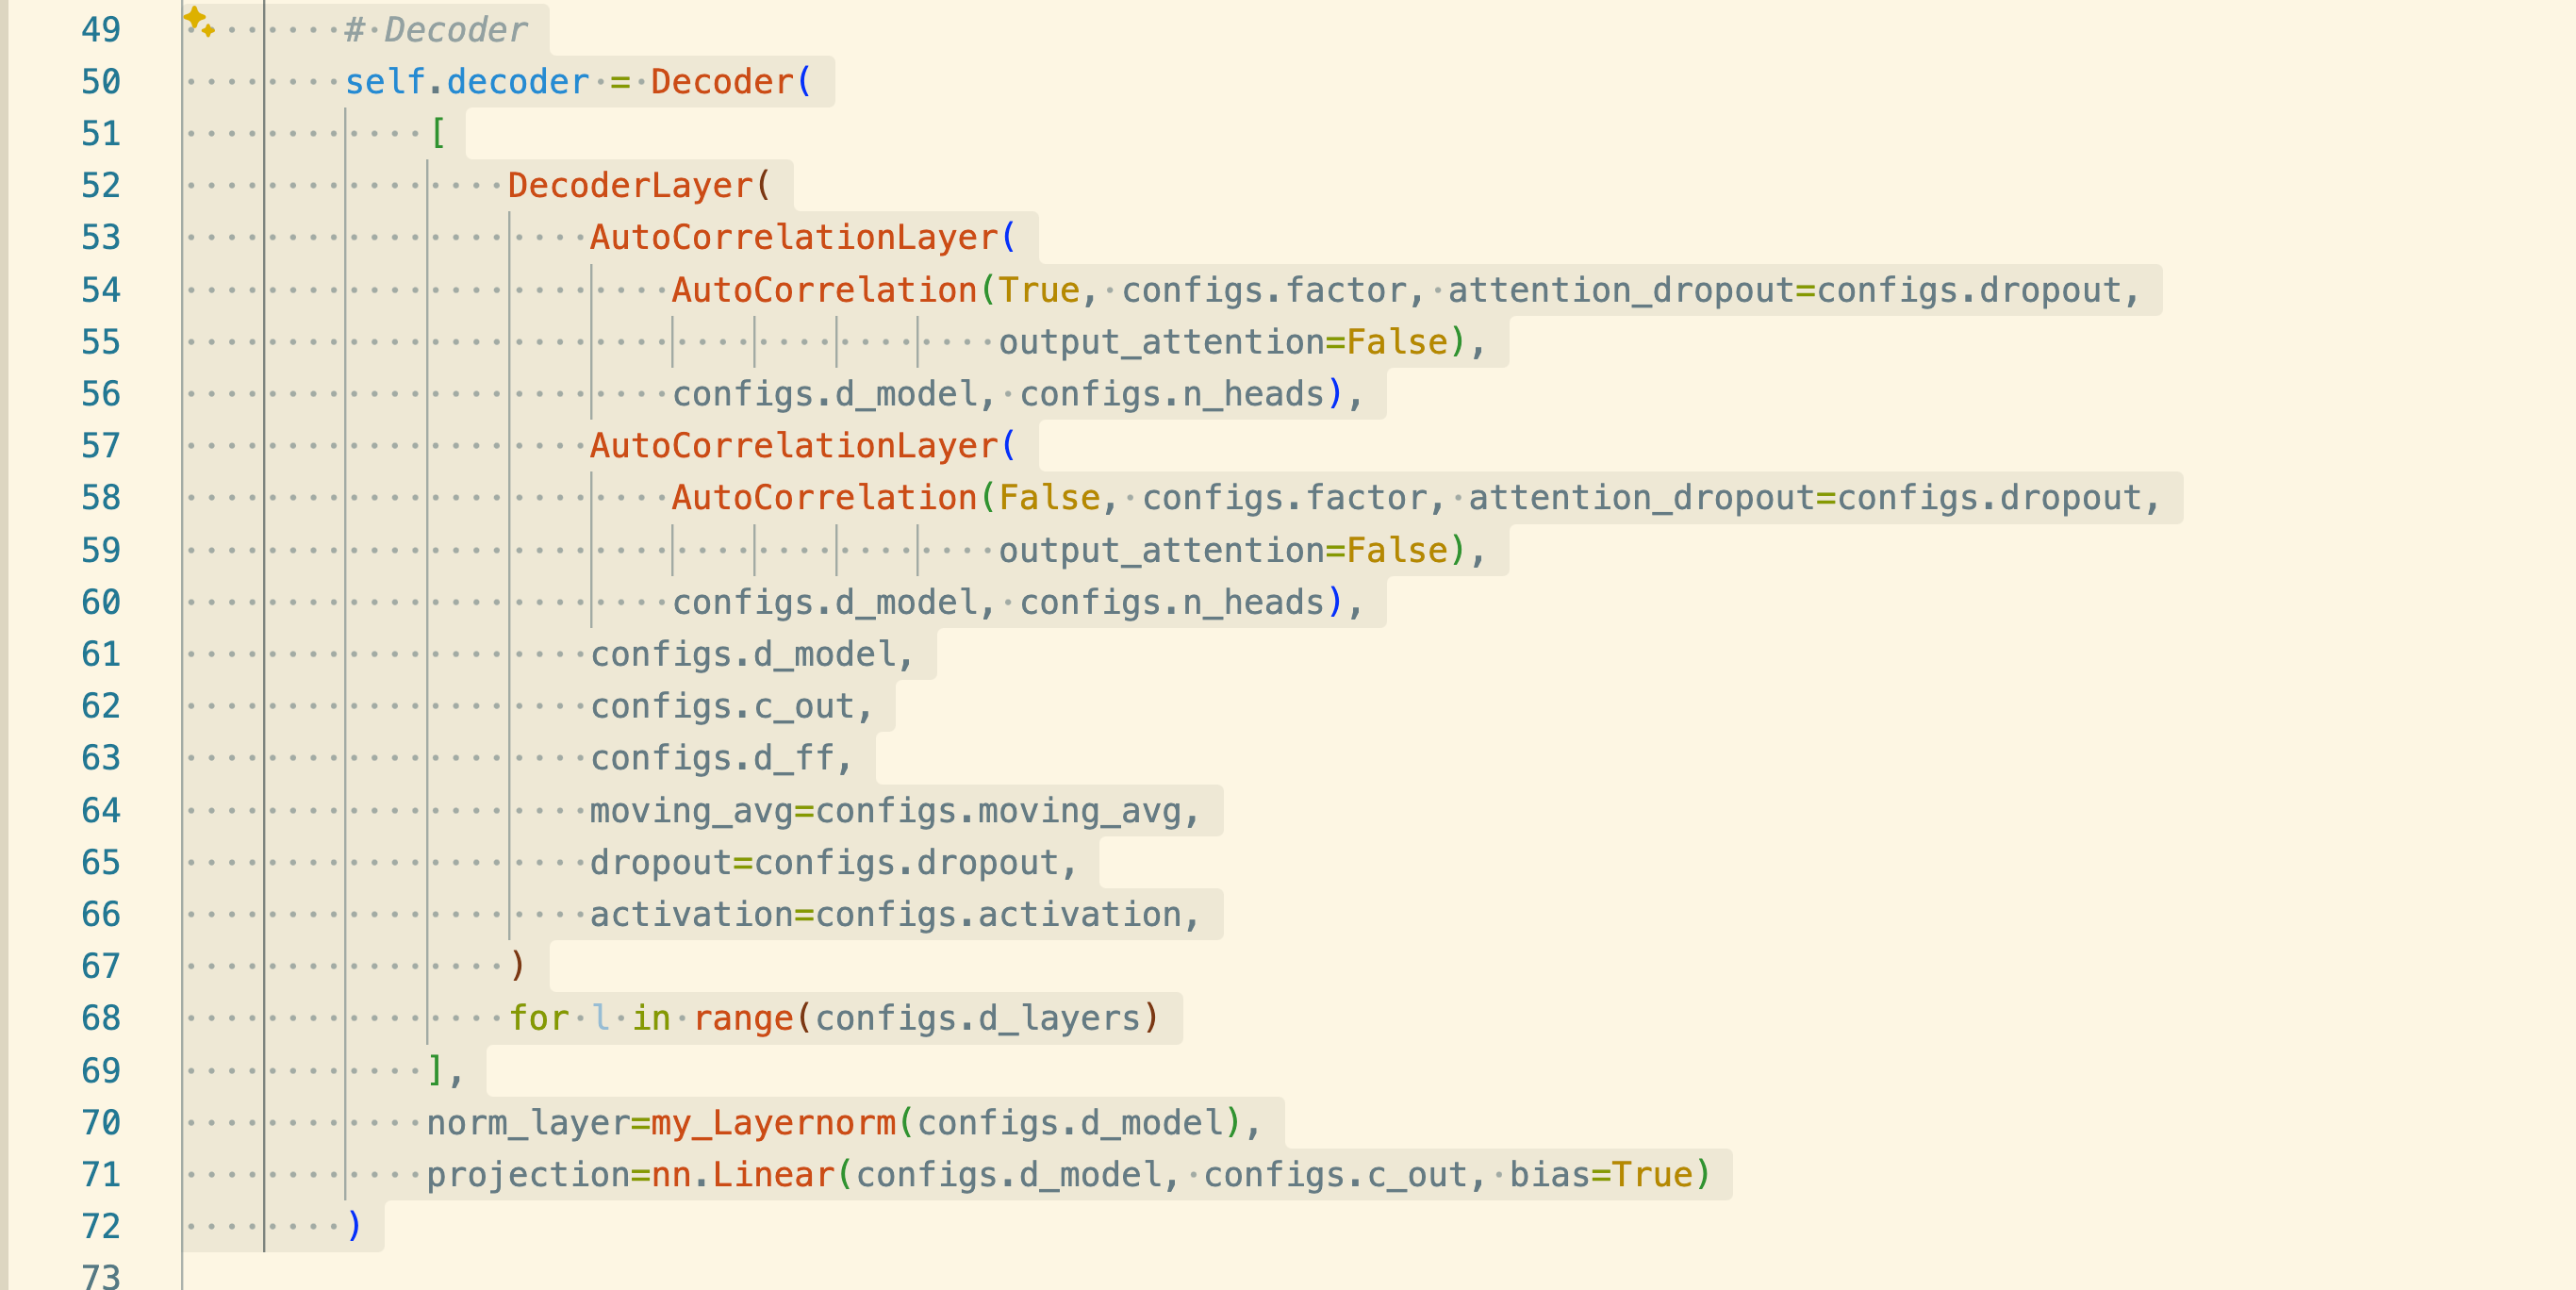 49 # Decoder
50 self.decoder = Decoder(
51 [
52 DecoderLayer(
53 AutoCorrelationLayer(
54 AutoCorrelation(True, configs.factor, attention_dropout=configs.dropout,
55 output_attention=False),
56 configs.d_model, configs.n_heads),
57 AutoCorrelationLayer(
58 AutoCorrelation(False, configs.factor, attention_dropout=configs.dropout,
59 output_attention=False),
60 configs.d_model, configs.n_heads),
61 configs.d_model,
62 configs.c_out,
63 configs.d_ff,
64 moving_avg=configs.moving_avg,
65 dropout=configs.dropout,
66 activation=configs.activation,
67 )
68 for l in range(configs.d_layers)
69 ],
70 norm_layer=my_Layernorm(configs.d_model),
71 projection=nn.Linear(configs.d_model, configs.c_out, bias=True)
72 )
73